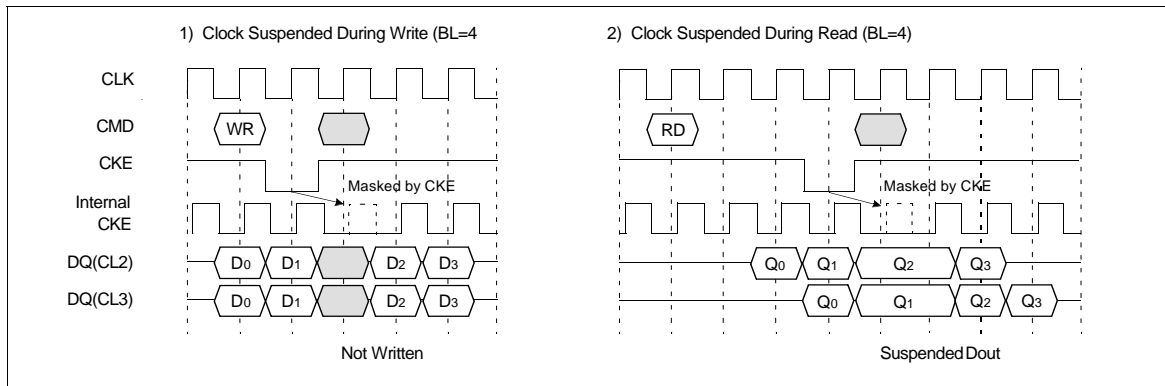 1) Clock Suspended During Write (BL=4
2) Clock Suspended During Read (BL=4)
CLK
CMD
WR
RD
CKE
Masked by CKE
Masked by CKE
Internal
CKE
DQ(CL2)
D0 D1 D2 D3
Q0 Q1 Q2 Q3
DQ(CL3)
D0 D1 D2 D3
Q0 Q1 Q2 Q3
Not Written
Suspended Dout